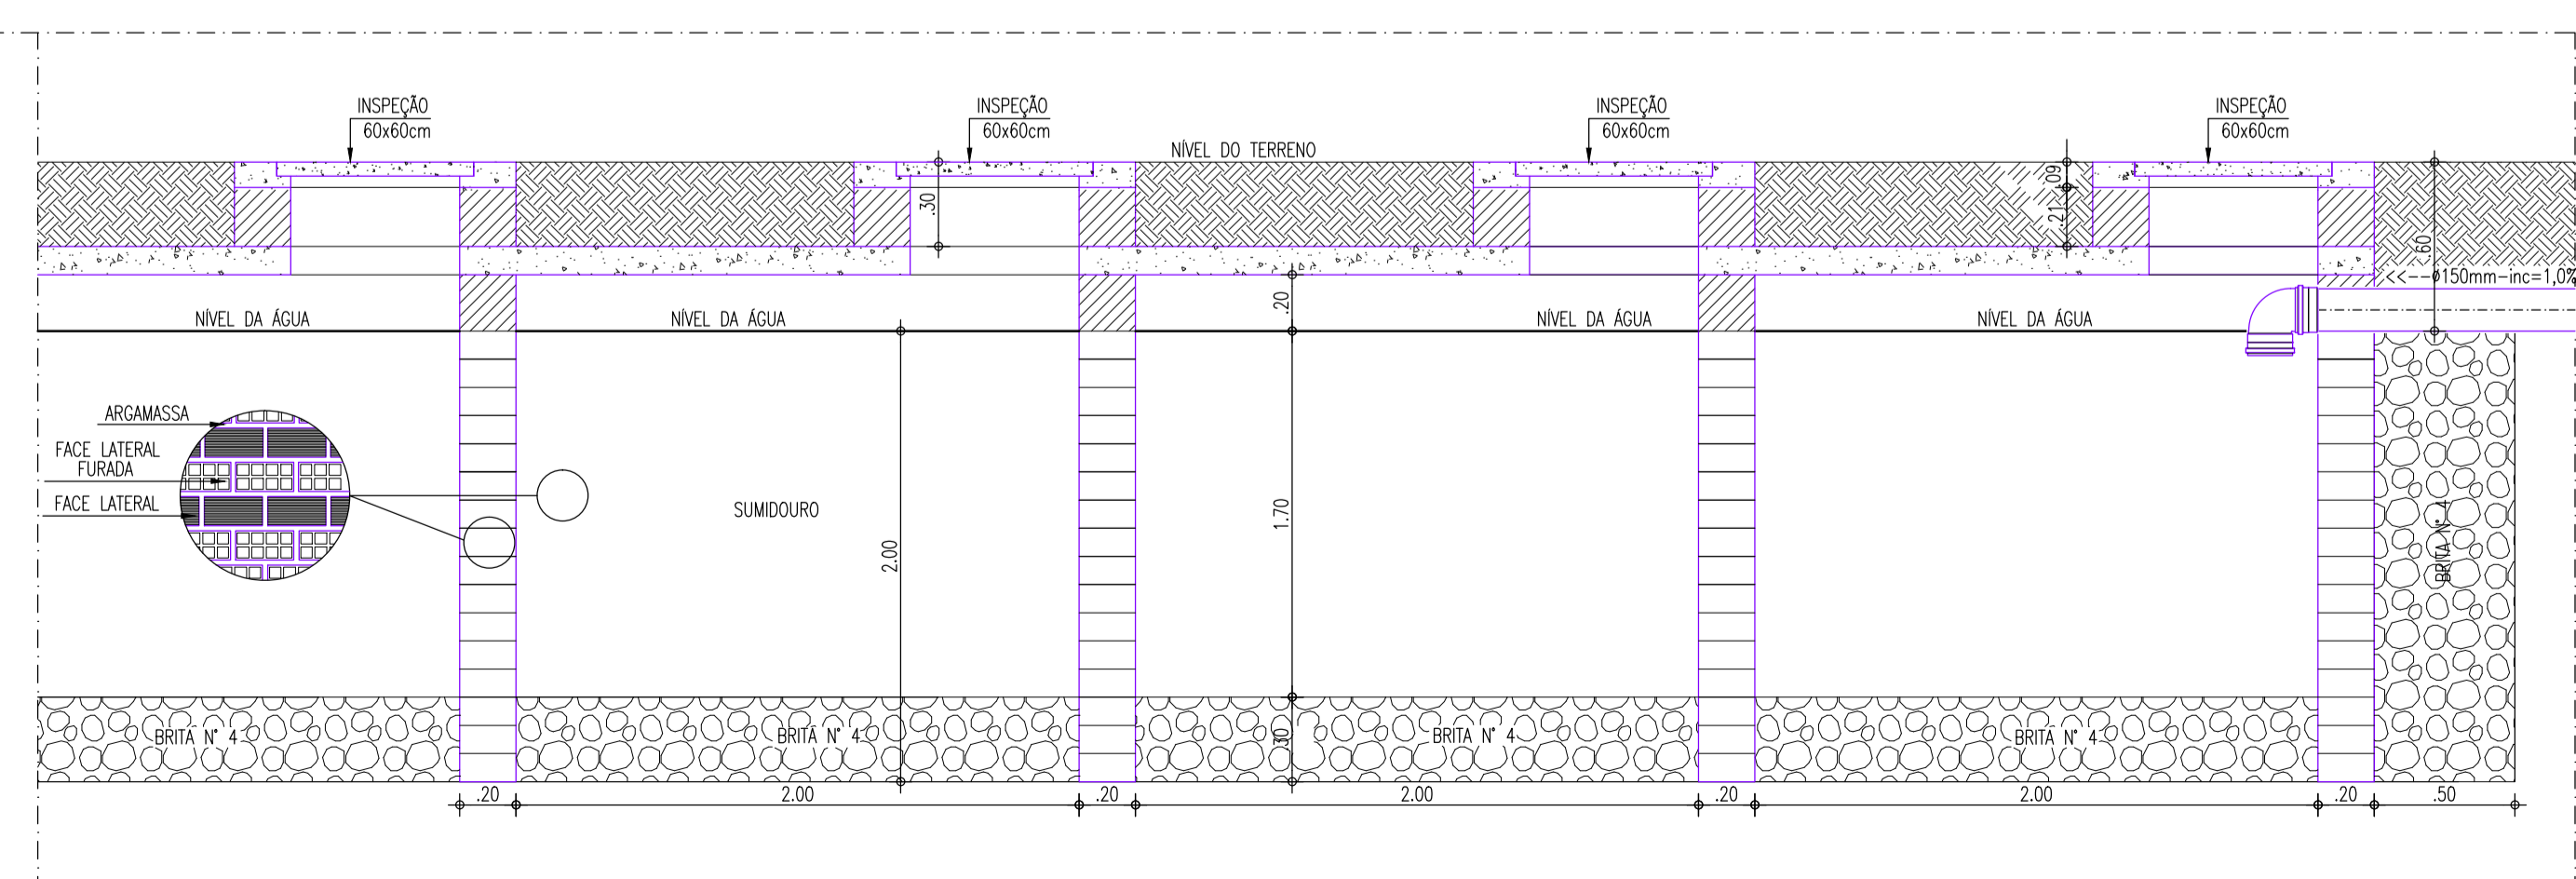 INSPEÇÃO
60x60cm
INSPEÇÃO
60x60cm
INSPEÇÃO
60x60cm
INSPEÇÃO
60x60cm
NÍVEL DO TERRENO
.30
.09
.21
.60
<<--ø150mm-inc=1,0%
.20
NÍVEL DA ÁGUA
NÍVEL DA ÁGUA
NÍVEL DA ÁGUA
NÍVEL DA ÁGUA
ARGAMASSA
FACE LATERAL
FURADA
FACE LATERAL
SUMIDOURO
2.00
1.70
BRITA N° 4
BRITA N° 4
BRITA N° 4
.30
BRITA N° 4
BRITA N° 4
.20
2.00
.20
2.00
.20
2.00
.20
.50